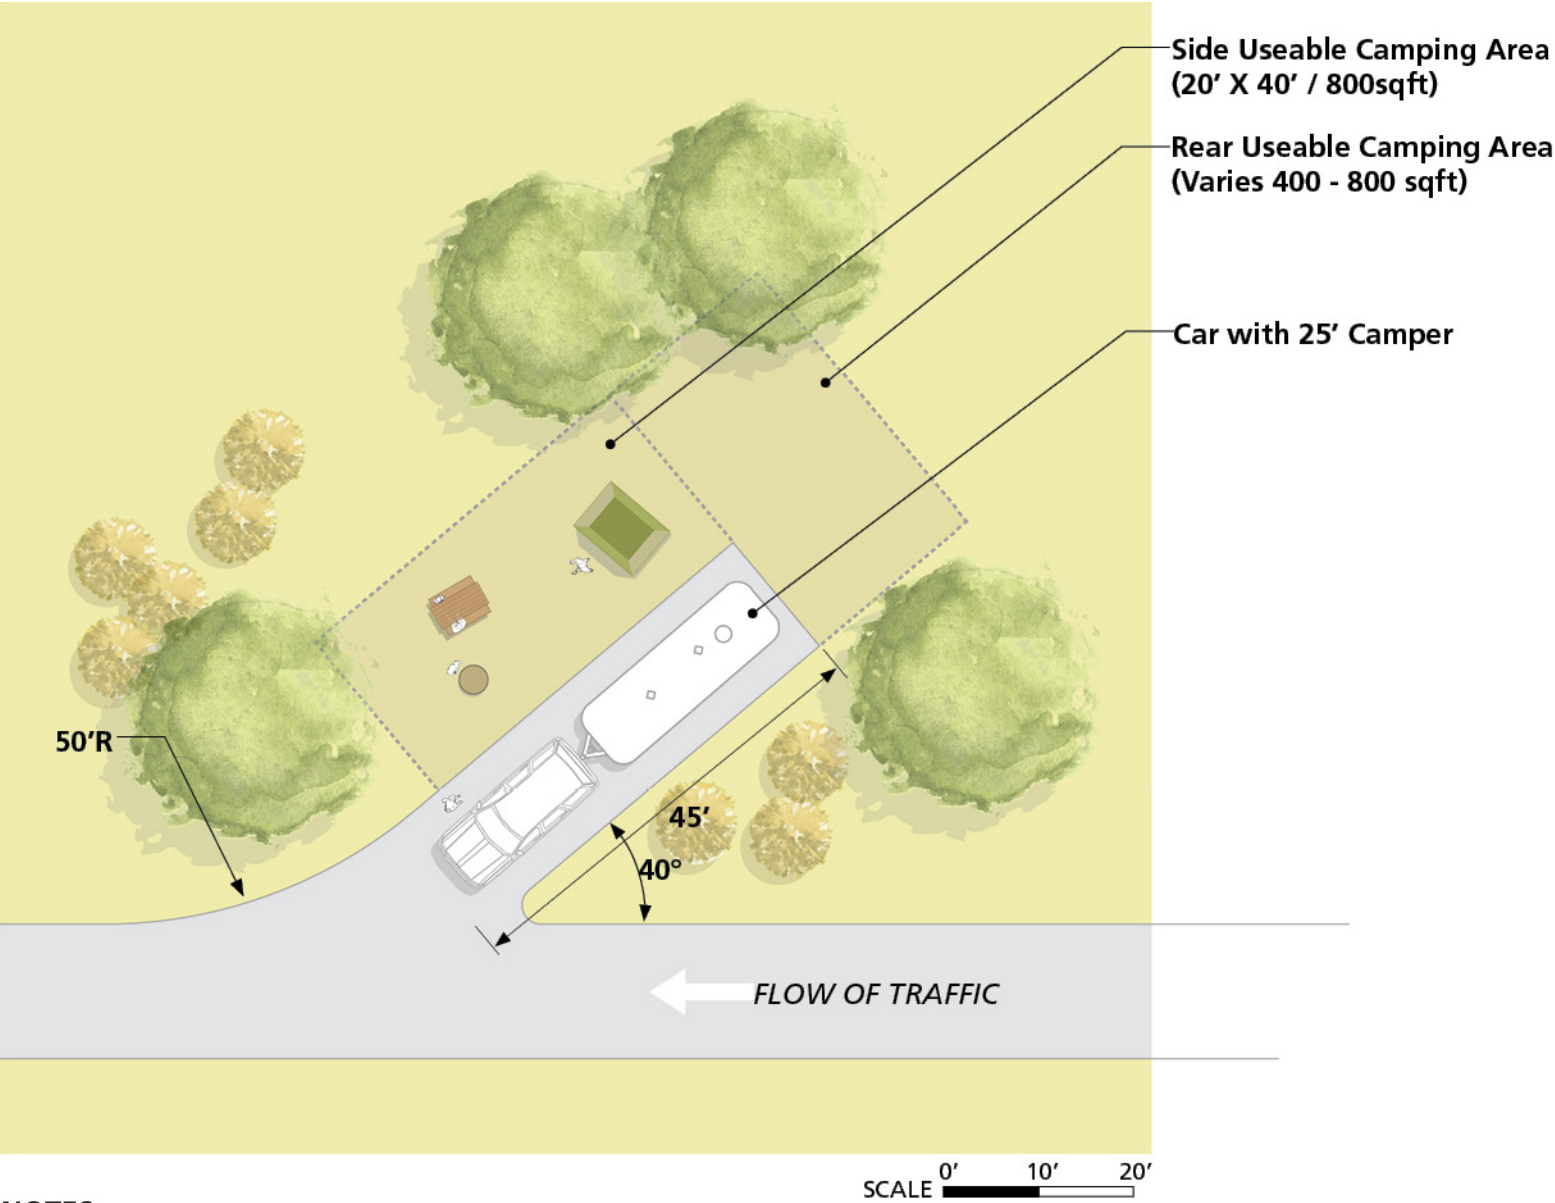 Side Useable Camping Area
(20’ X 40’ / 800sqft)
Rear Useable Camping Area
(Varies 400 - 800 sqft)
Car with 25’ Camper
50’R
45’
40°
FLOW OF TRAFFIC
0’ 10’ 20’
SCALE